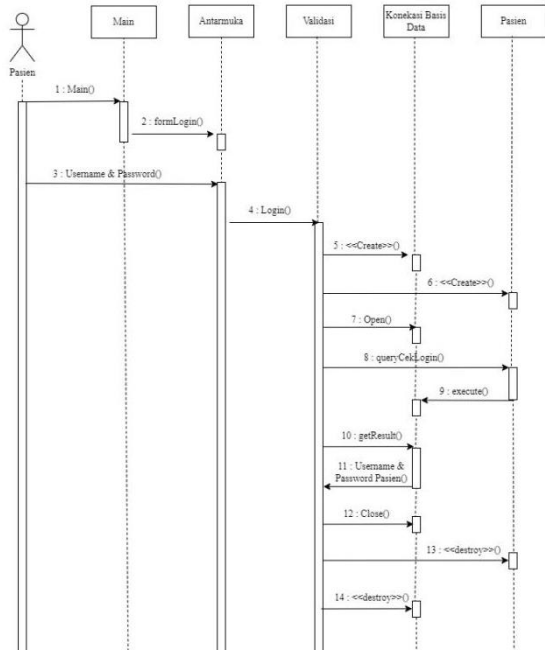 Main
Antarmuka
Validasi
Konekasi Basis
Data
Pasien
Pasien
1 : Main()
2 : formLogin()
3 : Username & Password()
4 : Login()
5 : <<Create>>()
6 : <<Create>>()
7 : Open()
8 : queryCekLogin()
9 : execute()
10 : getResult()
11 : Username &
Password Pasien()
12 : Close()
13 : <<destroy>>()
14 : <<destroy>>()